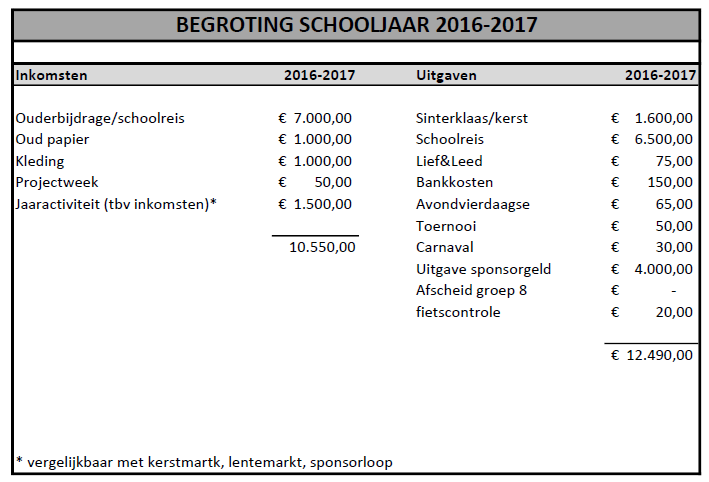 BEGROTING SCHOOLJAAR 2016-2017
Inkomsten 2016-2017 Uitgaven 2016-2017
Ouderbijdrage/schoolreis € 7.000,00 Sinterklaas/kerst € 1.600,00
Oud papier € 1.000,00 Schoolreis € 6.500,00
Kleding € 1.000,00 Lief&Leed € 75,00
Projectweek € 50,00 Bankkosten € 150,00
Jaaractiviteit (tbv inkomsten)* € 1.500,00 Avondvierdaagse € 65,00
Toernooi € 50,00
10.550,00 Carnaval € 30,00
Uitgave sponsorgeld € 4.000,00
Afscheid groep 8 € -
fietscontrole € 20,00
€ 12.490,00
* vergelijkbaar met kerstmartk, lentemarkt, sponsorloop